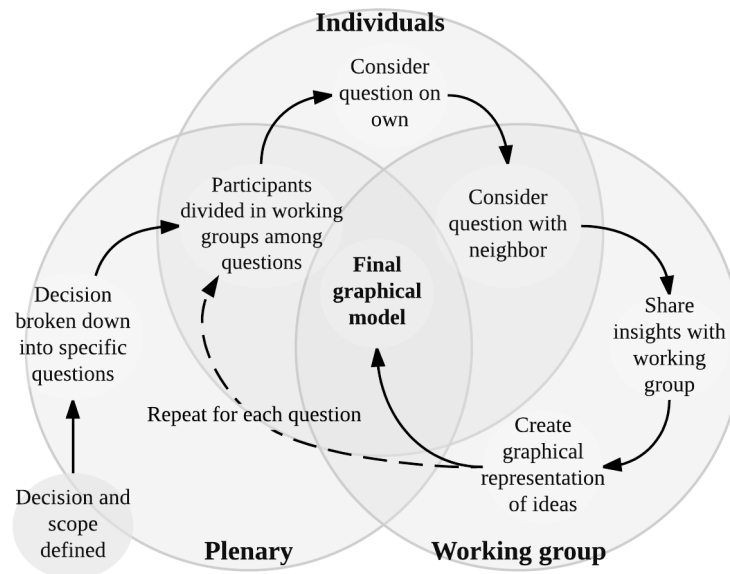 Individuals
Consider
question on
own
Participants
divided in working
groups among
questions
Consider
question with
neighbor
Final
graphical
model
Decision
broken down
into specific
questions
Share
insights with
working
group
Repeat for each question
Create
graphical
representation
of ideas
Decision and
scope
defined
Plenary
Working group